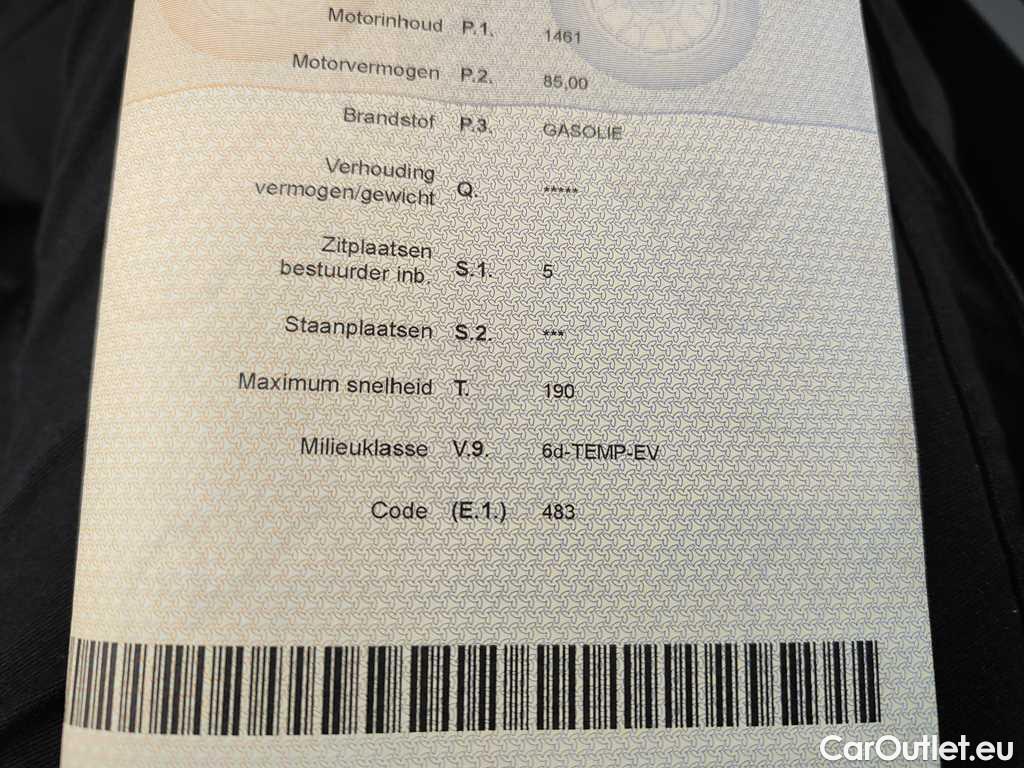 Motorinhoud P.1. 1461
Motorvermogen P.2. 85,00
Brandstof P.3. GASOLIE
Verhouding
vermogen/gewicht Q. *****
Zitplaatsen
bestuurder inb. S.1. 5
Staanplaatsen S.2. ***
Maximum snelheid T. 190
Milieuklasse V.9. 6d-TEMP-EV
Code (E.1.) 483
CarOutlet.eu